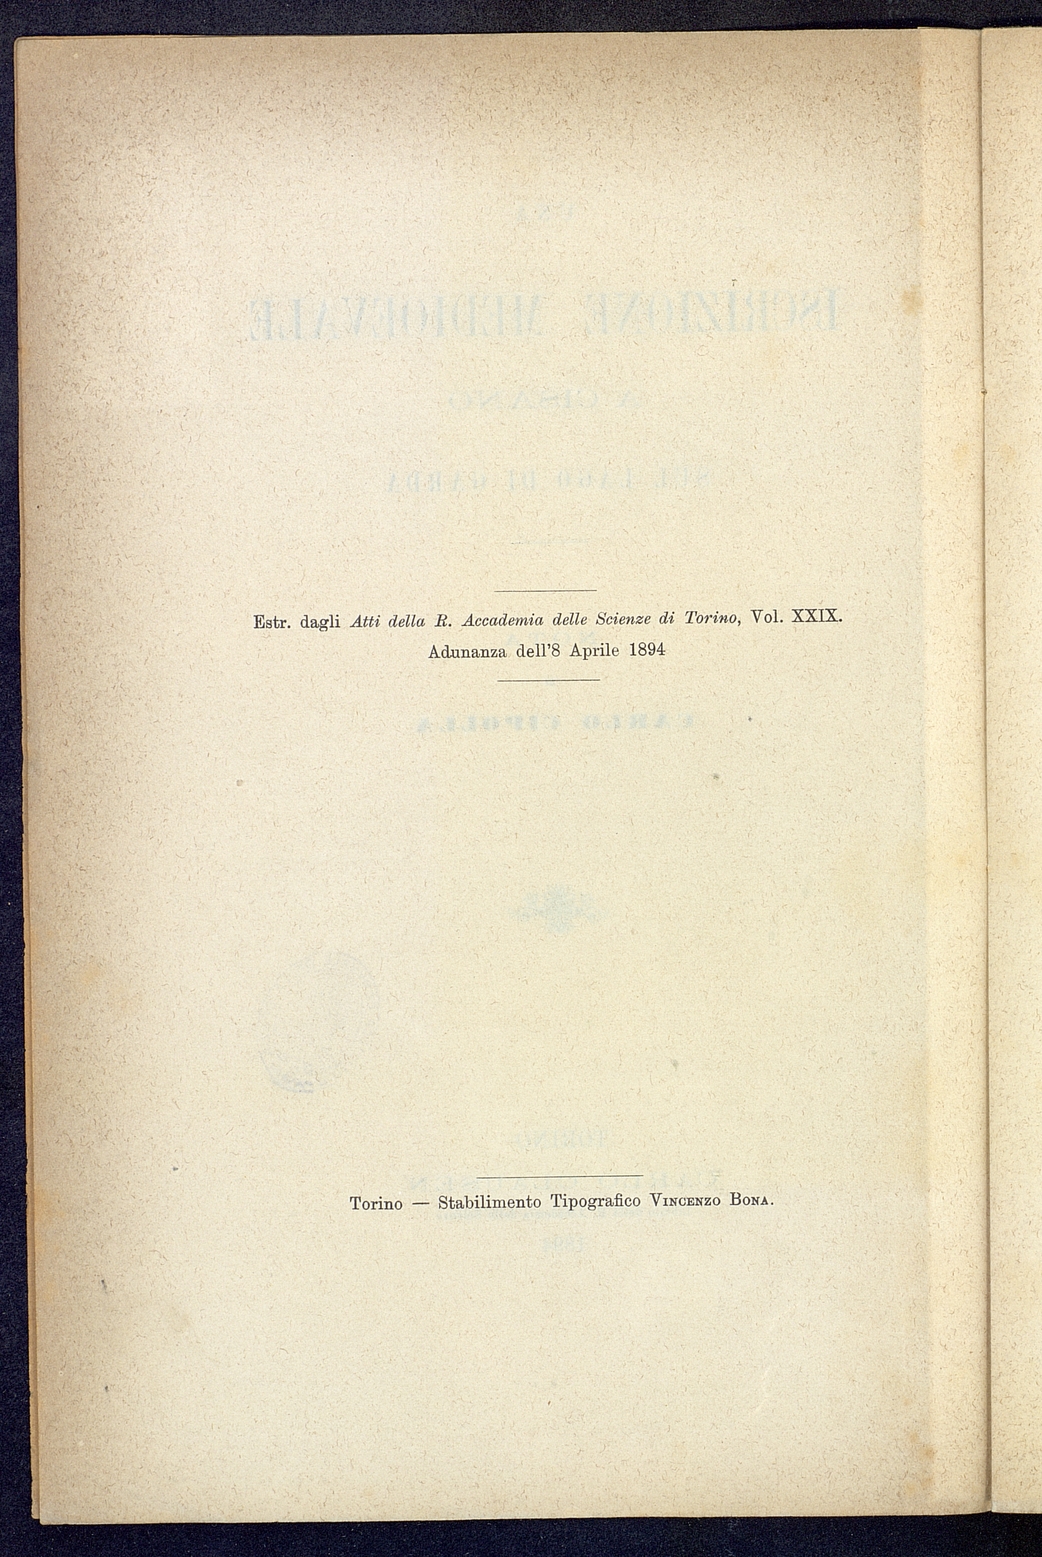 Estr. dagli Atti della R. Accademia delle Scienze di Torino, Vol. XXIX.
Adunanza dell'8 Aprile 1894
Torino — Stabilimento Tipografico Vincenzo Bona.